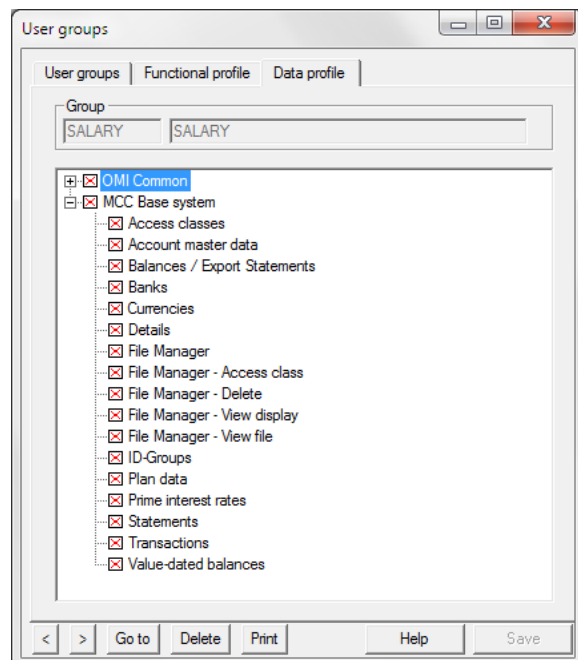 User groups
User groups Functional profile Data profile
Group
SALARY SALARY
OMI Common
MCC Base system
Access classes
Account master data
Balances / Export Statements
Banks
Currencies
Details
File Manager
File Manager - Access class
File Manager - Delete
File Manager - View display
File Manager - View file
ID-Groups
Plan data
Prime interest rates
Statements
Transactions
Value-dated balances
< > Go to Delete Print Help Save